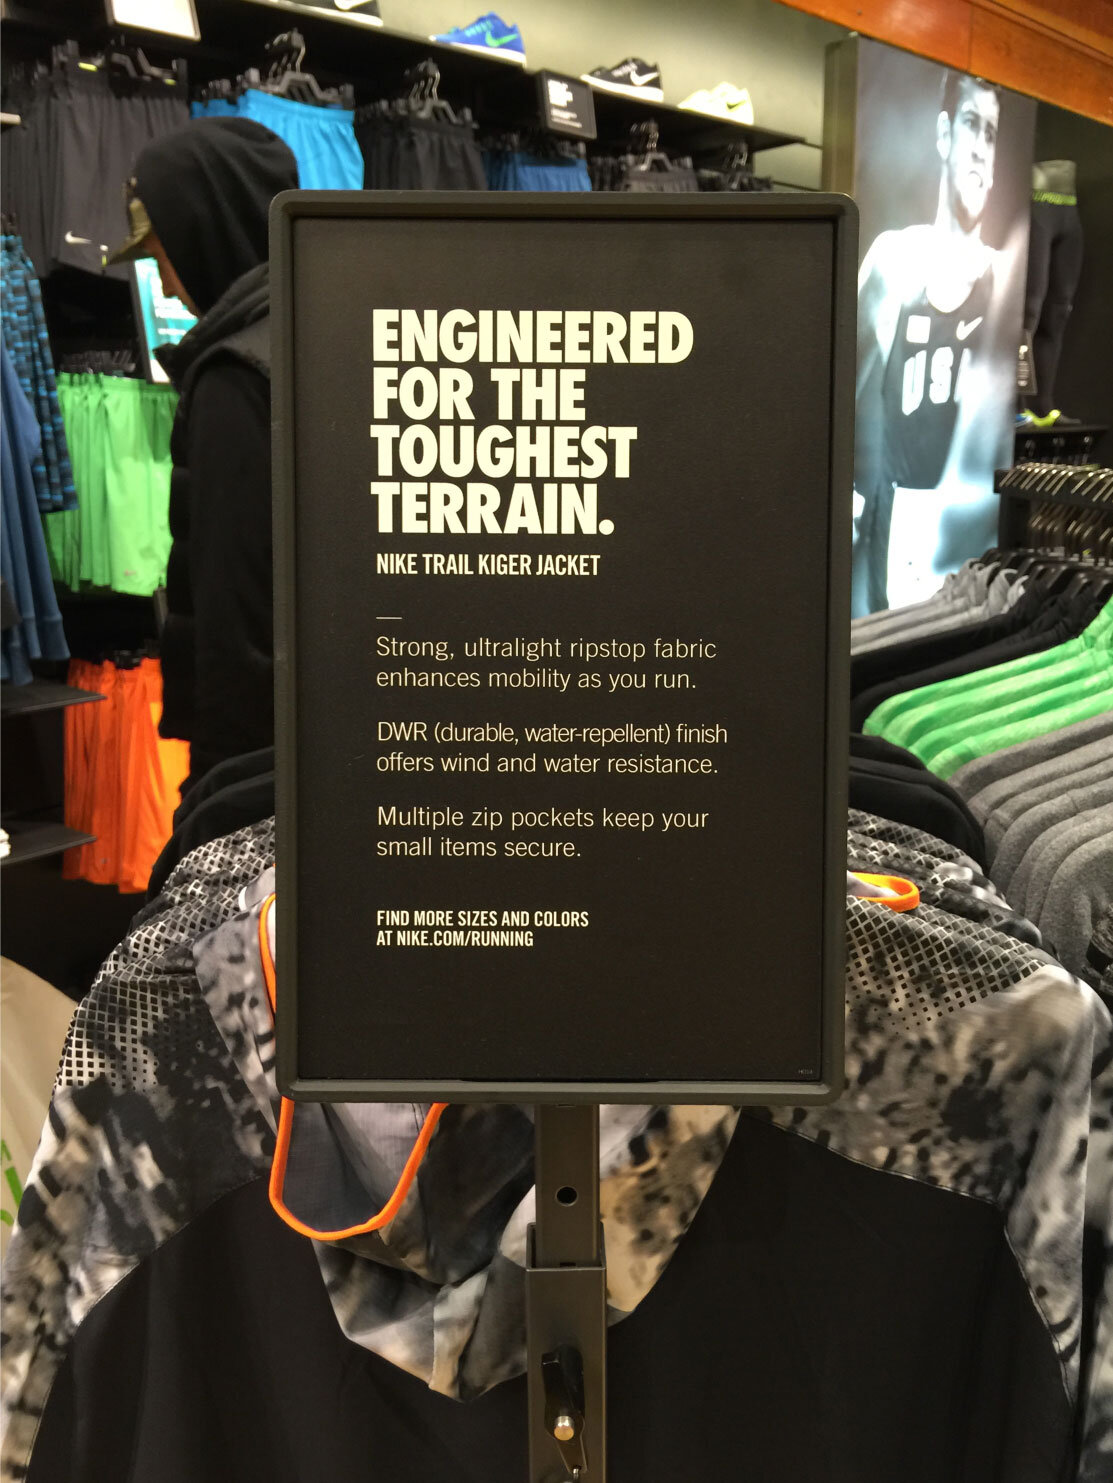 ENGINEERED
FOR THE
TOUGHEST
TERRAIN.
NIKE TRAIL KIGER JACKET
Strong, ultralight ripstop fabric
enhances mobility as you run.
DWR (durable, water-repellent) finish
offers wind and water resistance.
Multiple zip pockets keep your
small items secure.
FIND MORE SIZES AND COLORS
AT NIKE.COM/RUNNING
USA